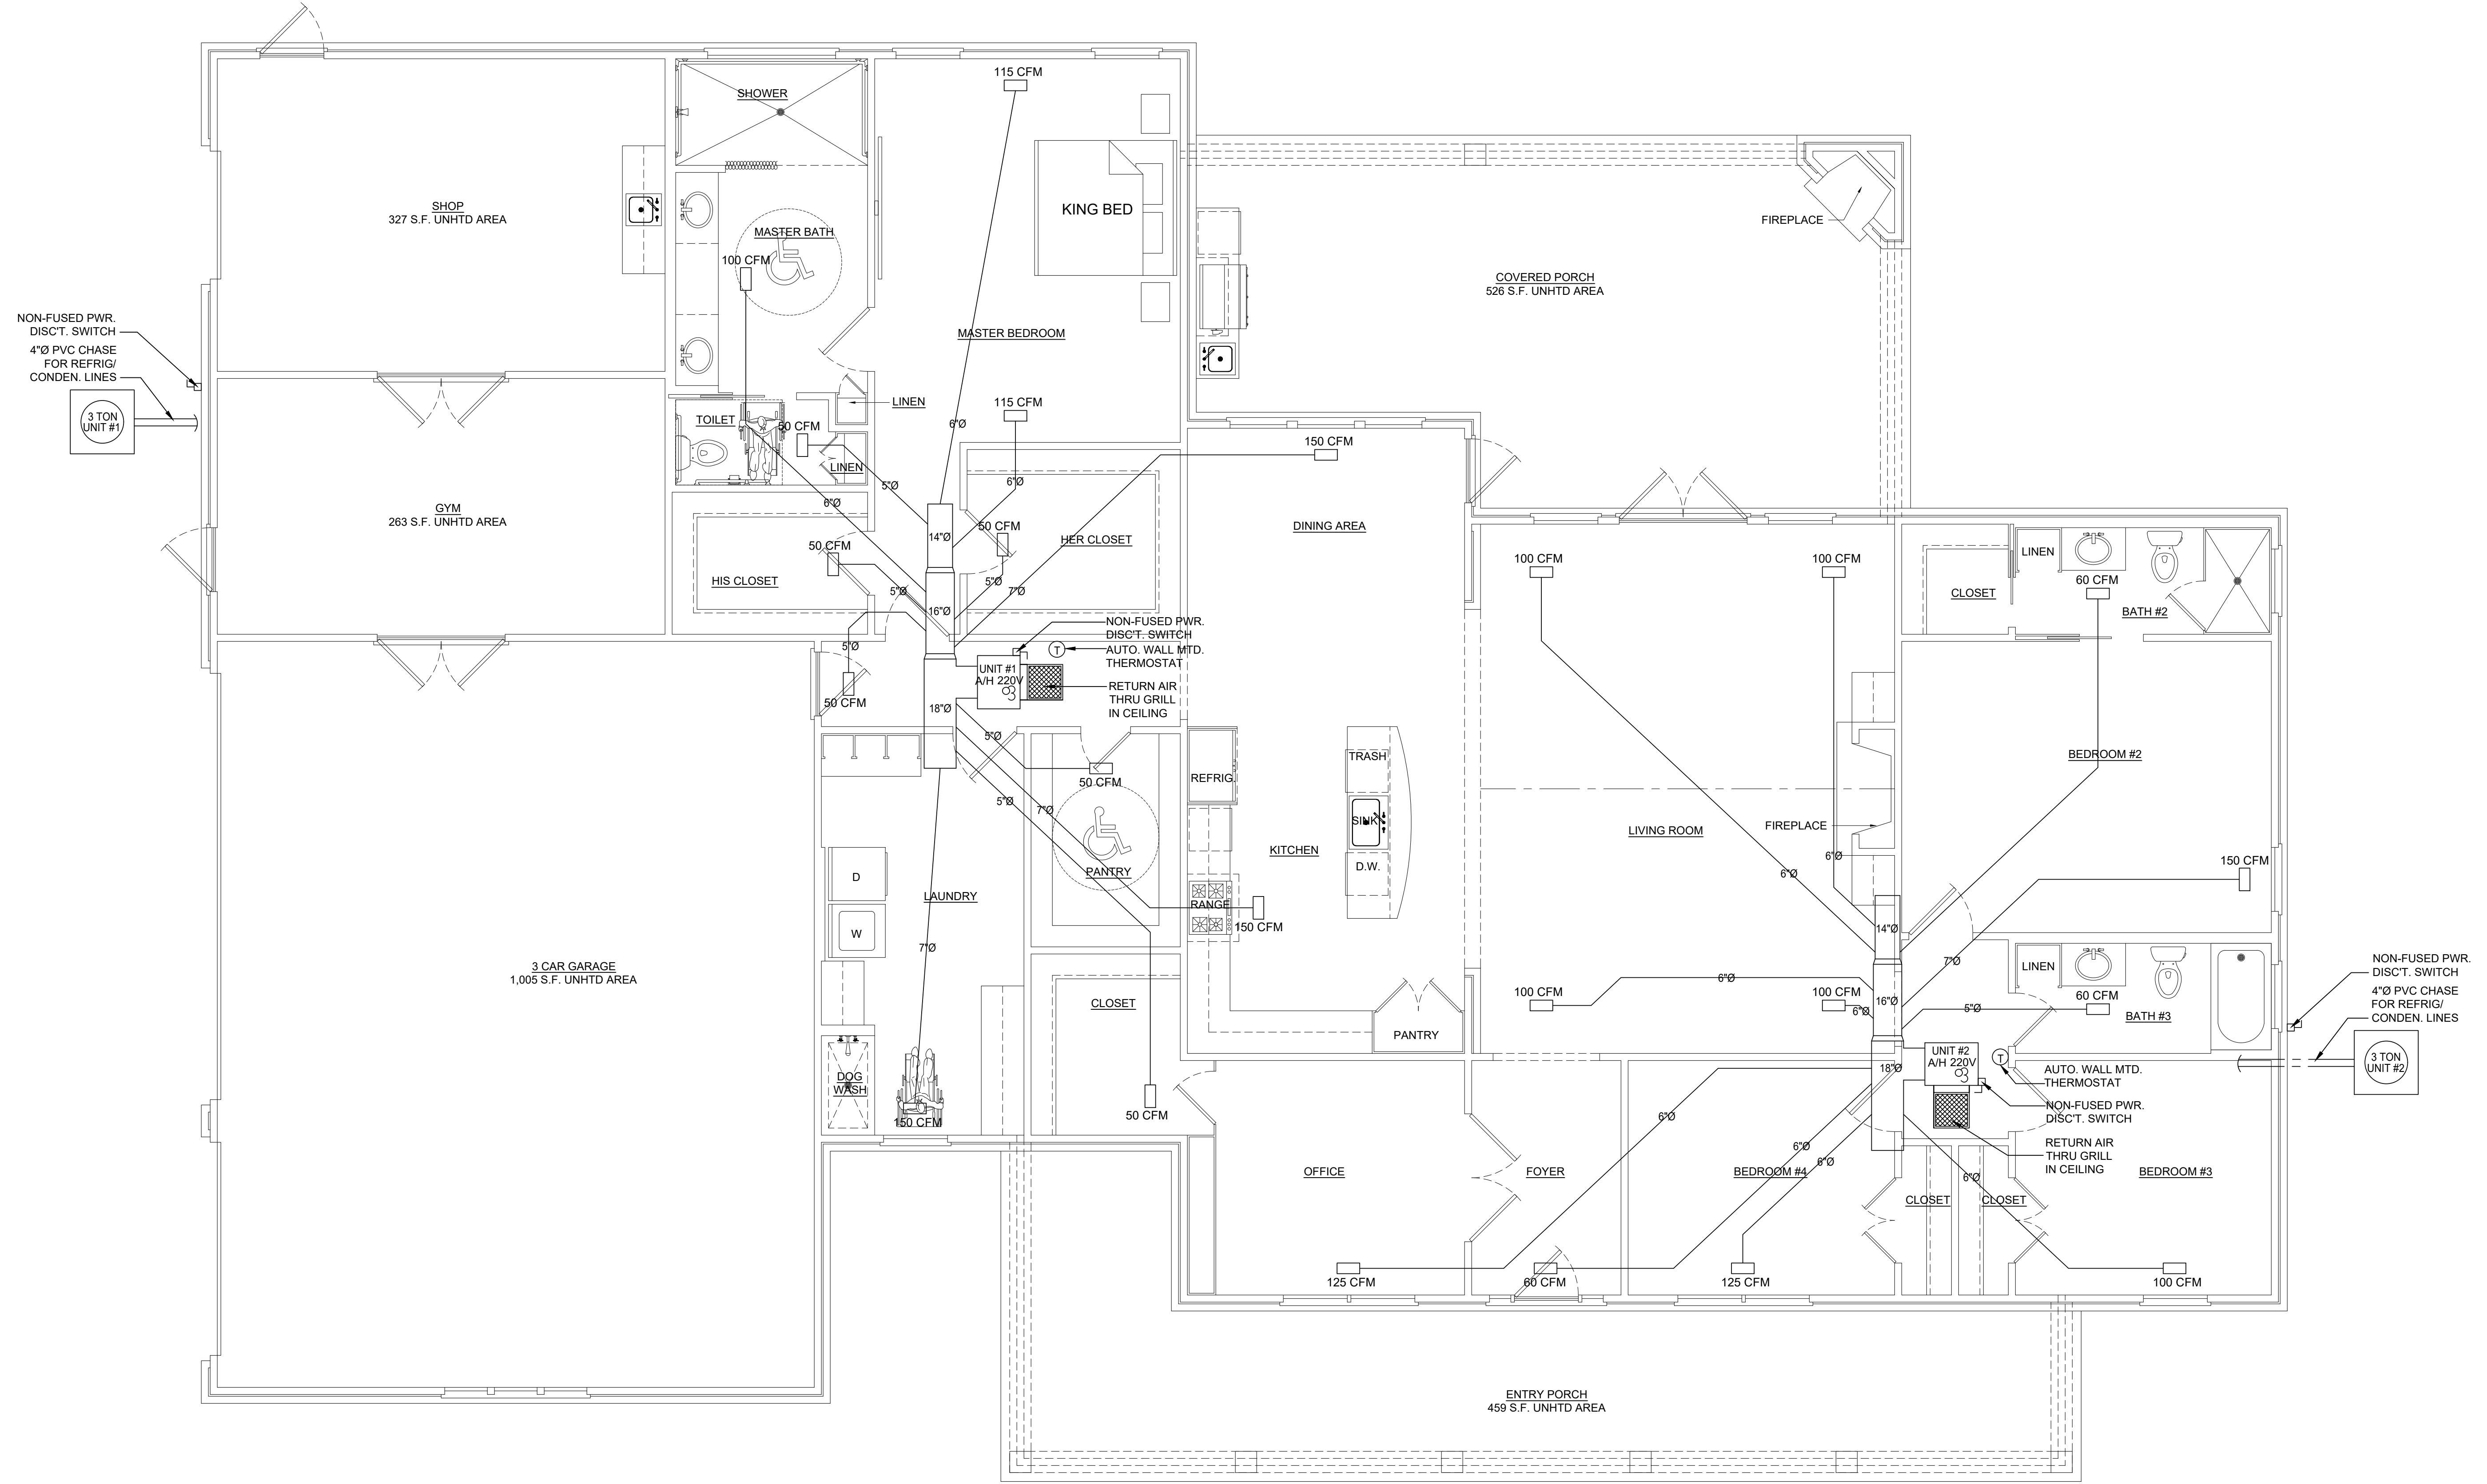 115 CFM
SHOWER
SHOP
327 S.F. UNHTD AREA
KING BED
MASTER BATH
100 CFM
FIREPLACE
COVERED PORCH
526 S.F. UNHTD AREA
MASTER BEDROOM
NON-FUSED PWR.
DISC'T. SWITCH
4"Ø PVC CHASE
FOR REFRIG/
CONDEN. LINES
3 TON
UNIT #1
LINEN
115 CFM
TOILET
50 CFM
6"Ø
150 CFM
LINEN
5"Ø
6"Ø
6"Ø
GYM
263 S.F. UNHTD AREA
DINING AREA
50 CFM
14"Ø
HER CLOSET
50 CFM
HIS CLOSET
5"Ø
5"Ø
7"Ø
16"Ø
100 CFM
100 CFM
LINEN
60 CFM
CLOSET
BATH #2
NON-FUSED PWR.
DISC'T. SWITCH
AUTO. WALL MTD.
THERMOSTAT
T
5"Ø
UNIT #1
A/H 220V
RETURN AIR
THRU GRILL
IN CEILING
50 CFM
18"Ø
5"Ø
50 CFM
TRASH
REFRIG.
BEDROOM #2
5"Ø
7"Ø
SINK
FIREPLACE
LIVING ROOM
KITCHEN
6"Ø
D.W.
6"Ø
150 CFM
PANTRY
D
LAUNDRY
RANGE
150 CFM
14"Ø
W
7"Ø
3 CAR GARAGE
1,005 S.F. UNHTD AREA
7"Ø
LINEN
NON-FUSED PWR.
DISC'T. SWITCH
4"Ø PVC CHASE
FOR REFRIG/
CONDEN. LINES
6"Ø
100 CFM
100 CFM
60 CFM
CLOSET
16"Ø
6"Ø
5"Ø
BATH #3
PANTRY
UNIT #2
A/H 220V
T
3 TON
UNIT #2
18"Ø
AUTO. WALL MTD.
THERMOSTAT
DOG
WASH
150 CFM
50 CFM
6"Ø
NON-FUSED PWR.
DISC'T. SWITCH
6"Ø
6"Ø
RETURN AIR
THRU GRILL
IN CEILING
OFFICE
FOYER
BEDROOM #4
6"Ø
BEDROOM #3
CLOSET
CLOSET
125 CFM
60 CFM
125 CFM
100 CFM
ENTRY PORCH
459 S.F. UNHTD AREA